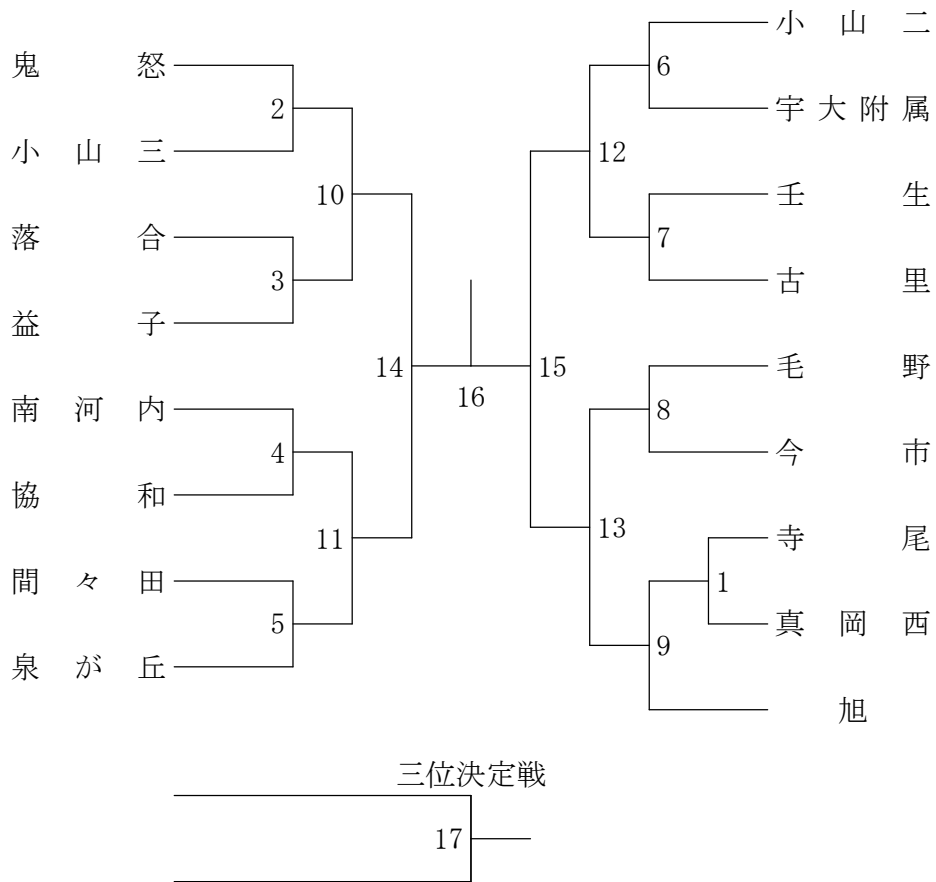 小山二
鬼怒
6
2
宇大附属
小山三
12
10
壬生
落合
7
3
古里
益子
14
15
毛野
16
南河内
8
4
今市
協和
11
13
寺尾
間々田
1
5
真岡西
9
泉が丘
旭
三位決定戦
17